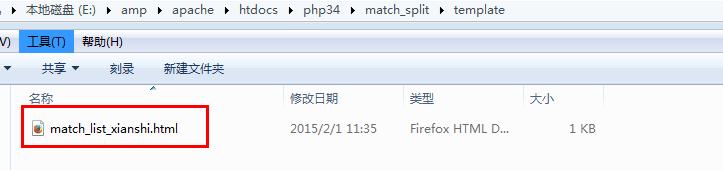 本地磁盘 (E:) ▸ amp ▸ apache ▸ htdocs ▸ php34 ▸ match_split ▸ template
V) 工具(T) 帮助(H)
共享 刻录 新建文件夹
名称 修改日期 类型 大小
match_list_xianshi.html 2015/2/1 11:35 Firefox HTML D... 1 KB